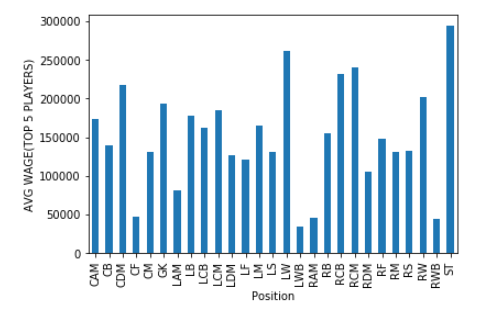 AVG WAGE(TOP 5 PLAYERS)
300000
250000
200000
150000
100000
50000
0
CAM CB CDM CF CM GK LAM LB LCB LCM LDM LF LM LS LW LWB RAM RB RCB RCM RDM RF RM RS RW RWB ST
Position